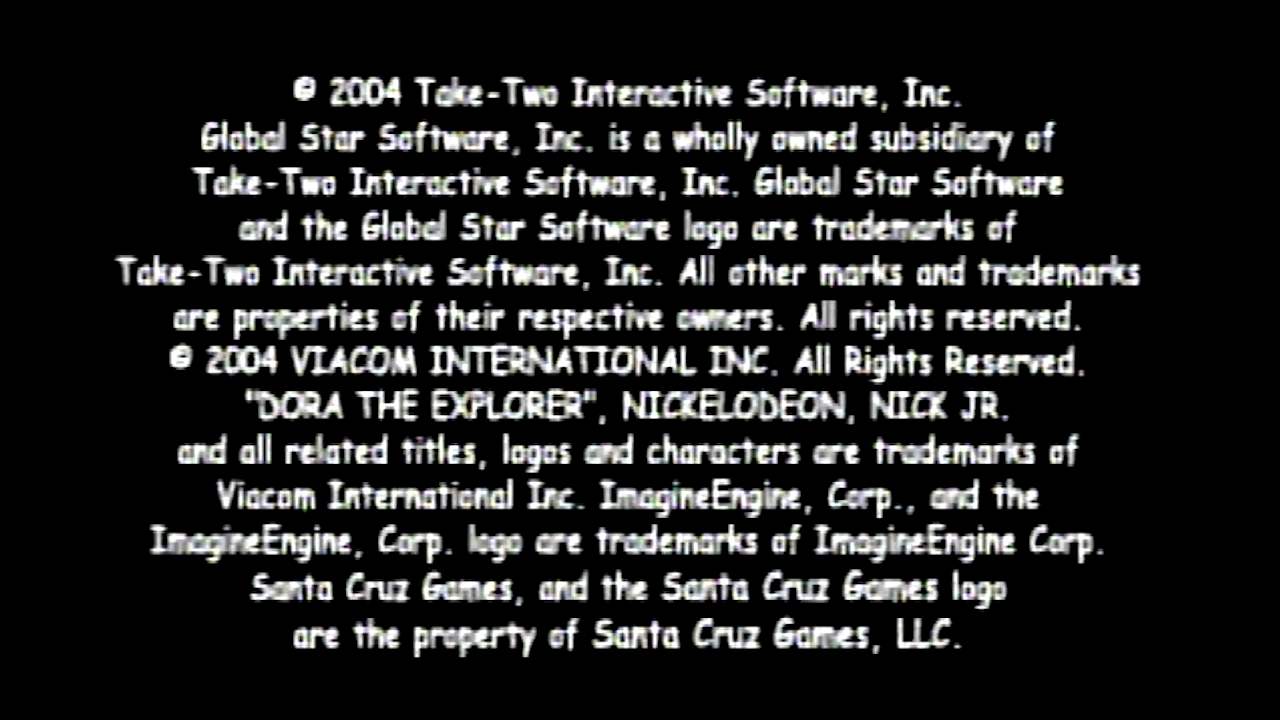 © 2004 Take-Two Interactive Software, Inc.
Global Star Software, Inc. is a wholly owned subsidiary of
Take-Two Interactive Software, Inc. Global Star Software
and the Global Star Software logo are trademarks of
Take-Two Interactive Software, Inc. All other marks and trademarks
are properties of their respective owners. All rights reserved.
© 2004 VIACOM INTERNATIONAL INC. All Rights Reserved.
"DORA THE EXPLORER", NICKELODEON, NICK JR.
and all related titles, logos and characters are trademarks of
Viacom International Inc. ImagineEngine, Corp., and the
ImagineEngine, Corp. logo are trademarks of ImagineEngine Corp.
Santa Cruz Games, and the Santa Cruz Games logo
are the property of Santa Cruz Games, LLC.